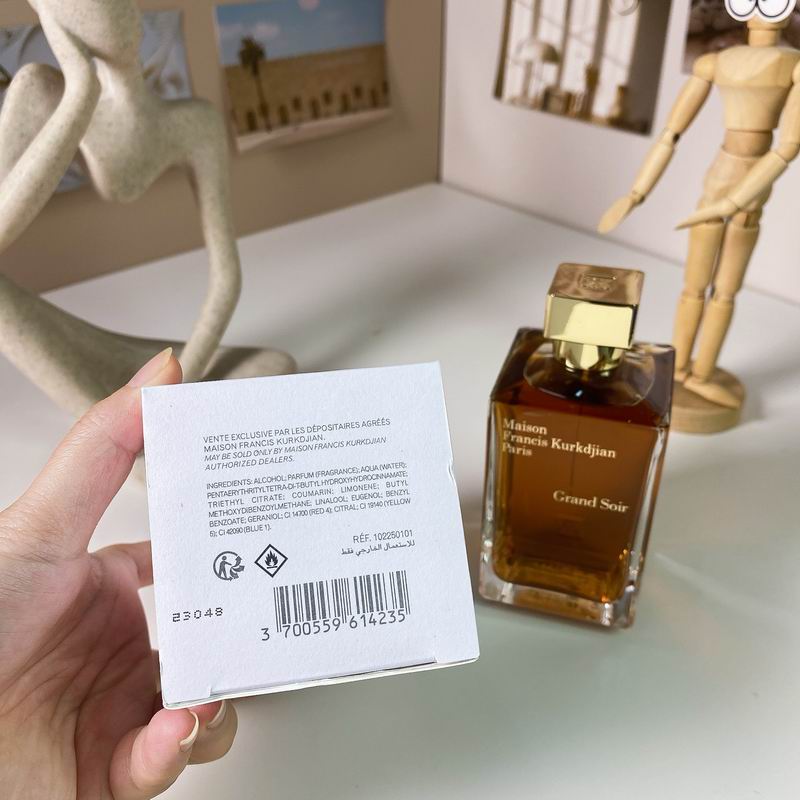 VENTE EXCLUSIVE PAR LES DÉPOSITAIRES AGRÉÉS
MAISON FRANCIS KURKDJIAN.
MAY BE SOLD ONLY BY MAISON FRANCIS KURKDJIAN
AUTHORIZED DEALERS.
INGREDIENTS: ALCOHOL; PARFUM (FRAGRANCE); AQUA (WATER);
PENTAERYTHRITYL TETRA-DI-T-BUTYL HYDROXYHYDROCINNAMATE;
TRIETHYL CITRATE; COUMARIN; LIMONENE; BUTYL
METHOXYDIBENZOYLMETHANE; LINALOOL; EUGENOL; BENZYL
BENZOATE; GERANIOL; CI 14700 (RED 4); CITRAL; CI 19140 (YELLOW
5); CI 42090 (BLUE 1).
RÉF. 102250101
للاستعمال الخارجي فقط
23048
3 700559 614235
Maison
Francis Kurkdjian
Paris
Grand Soir